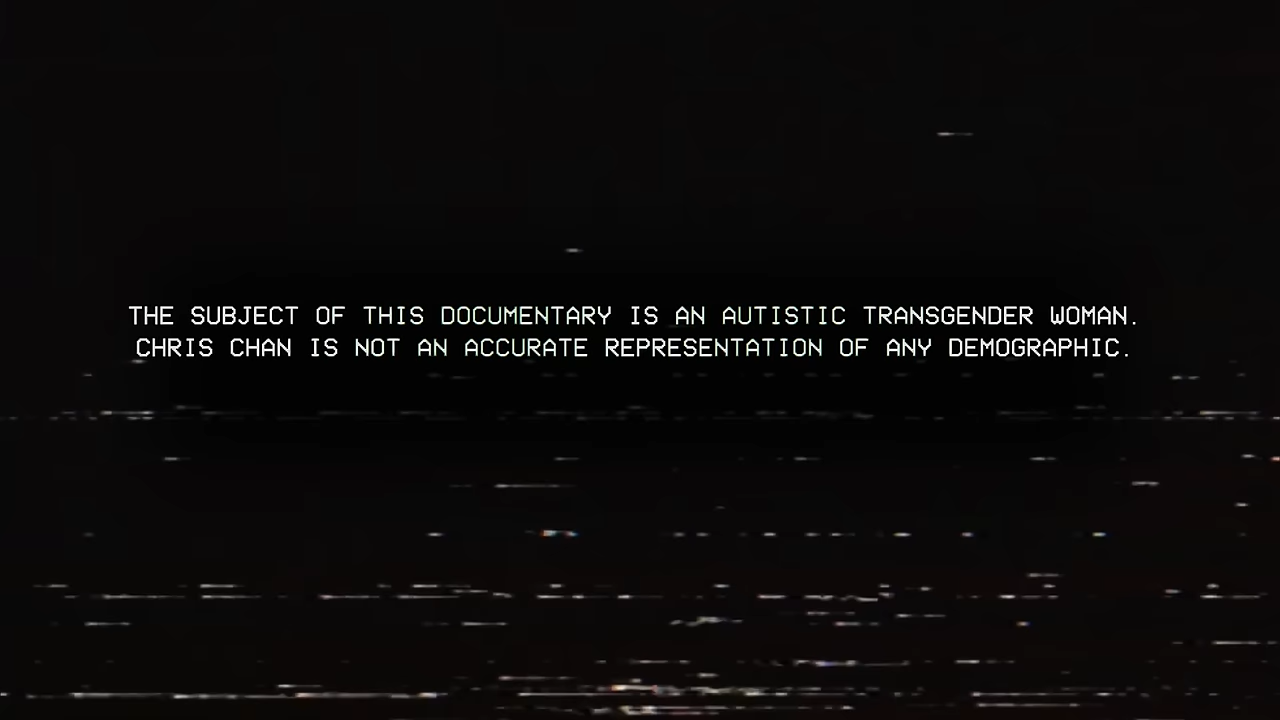 THE SUBJECT OF THIS DOCUMENTARY IS AN AUTISTIC TRANSGENDER WOMAN.
CHRIS CHAN IS NOT AN ACCURATE REPRESENTATION OF ANY DEMOGRAPHIC.